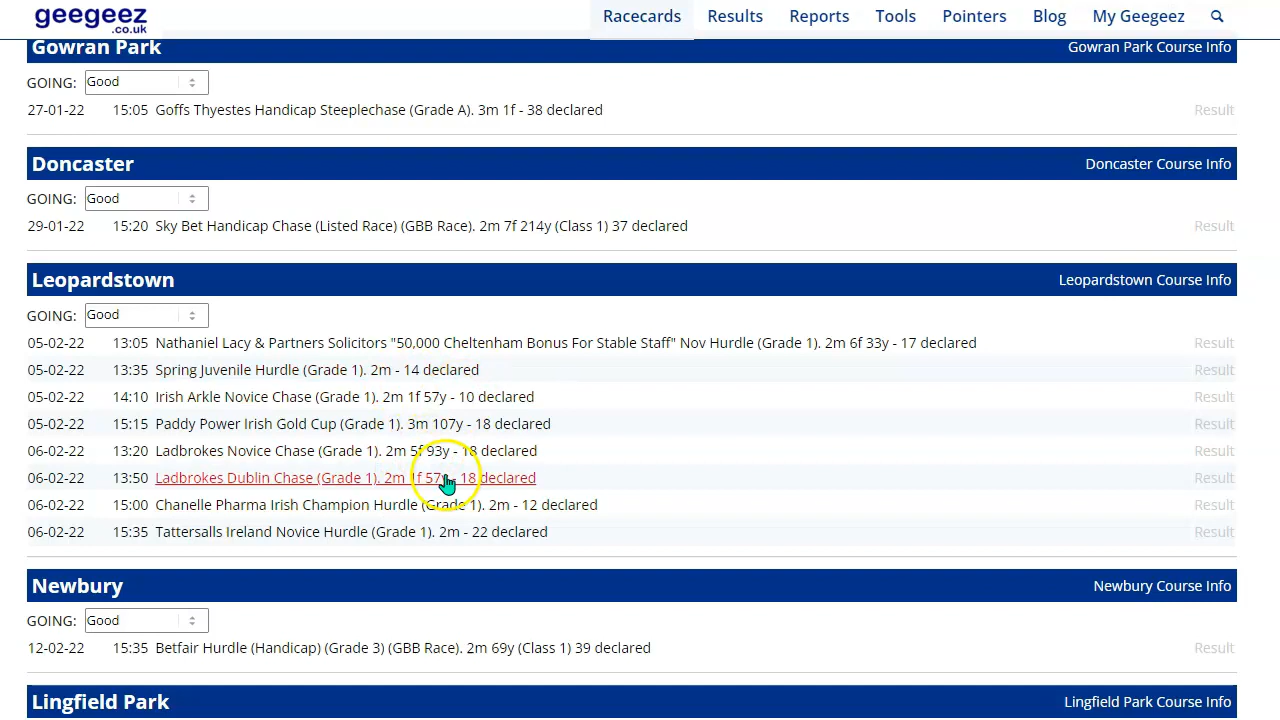 geegeez
.co.uk
Racecards Results Reports Tools Pointers Blog My Geegeez
Gowran Park Gowran Park Course Info
GOING: Good
27-01-22 15:05 Goffs Thyestes Handicap Steeplechase (Grade A). 3m 1f - 38 declared Result
Doncaster Doncaster Course Info
GOING: Good
29-01-22 15:20 Sky Bet Handicap Chase (Listed Race) (GBB Race). 2m 7f 214y (Class 1) 37 declared Result
Leopardstown Leopardstown Course Info
GOING: Good
05-02-22 13:05 Nathaniel Lacy & Partners Solicitors "50,000 Cheltenham Bonus For Stable Staff" Nov Hurdle (Grade 1). 2m 6f 33y - 17 declared Result
05-02-22 13:35 Spring Juvenile Hurdle (Grade 1). 2m - 14 declared Result
05-02-22 14:10 Irish Arkle Novice Chase (Grade 1). 2m 1f 57y - 10 declared Result
05-02-22 15:15 Paddy Power Irish Gold Cup (Grade 1). 3m 107y - 18 declared Result
06-02-22 13:20 Ladbrokes Novice Chase (Grade 1). 2m 5f 93y - 18 declared Result
06-02-22 13:50 Ladbrokes Dublin Chase (Grade 1). 2m 1f 57y - 18 declared Result
06-02-22 15:00 Chanelle Pharma Irish Champion Hurdle (Grade 1). 2m - 12 declared Result
06-02-22 15:35 Tattersalls Ireland Novice Hurdle (Grade 1). 2m - 22 declared Result
Newbury Newbury Course Info
GOING: Good
12-02-22 15:35 Betfair Hurdle (Handicap) (Grade 3) (GBB Race). 2m 69y (Class 1) 39 declared Result
Lingfield Park Lingfield Park Course Info